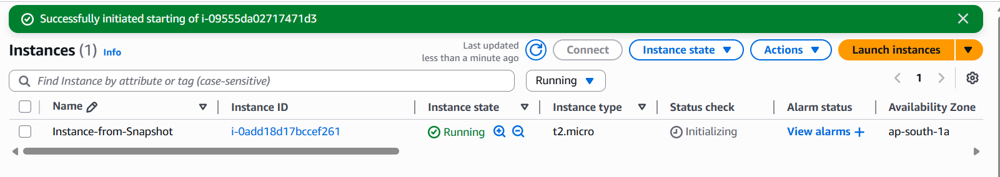 Successfully initiated starting of i-09555da02717471d3
Instances (1) Info
Last updated
less than a minute ago
Connect
Instance state
Actions
Launch instances
Find Instance by attribute or tag (case-sensitive)
Running
1
Name Instance ID Instance state Instance type Status check Alarm status Availability Zone
Instance-from-Snapshot i-0add18d17bccef261 Running t2.micro Initializing View alarms + ap-south-1a